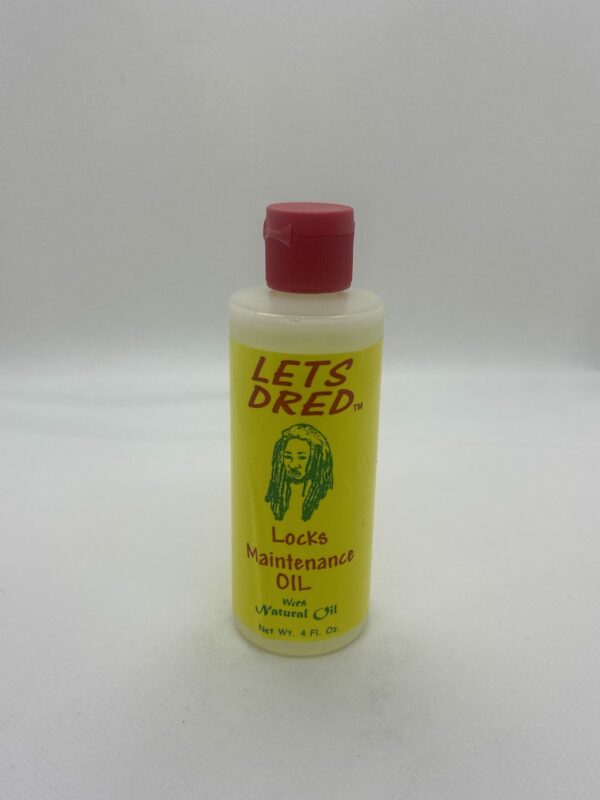 LETS
DRED™
Locks
Maintenance
OIL
With
Natural Oil
Net Wt. 4 Fl. Oz.